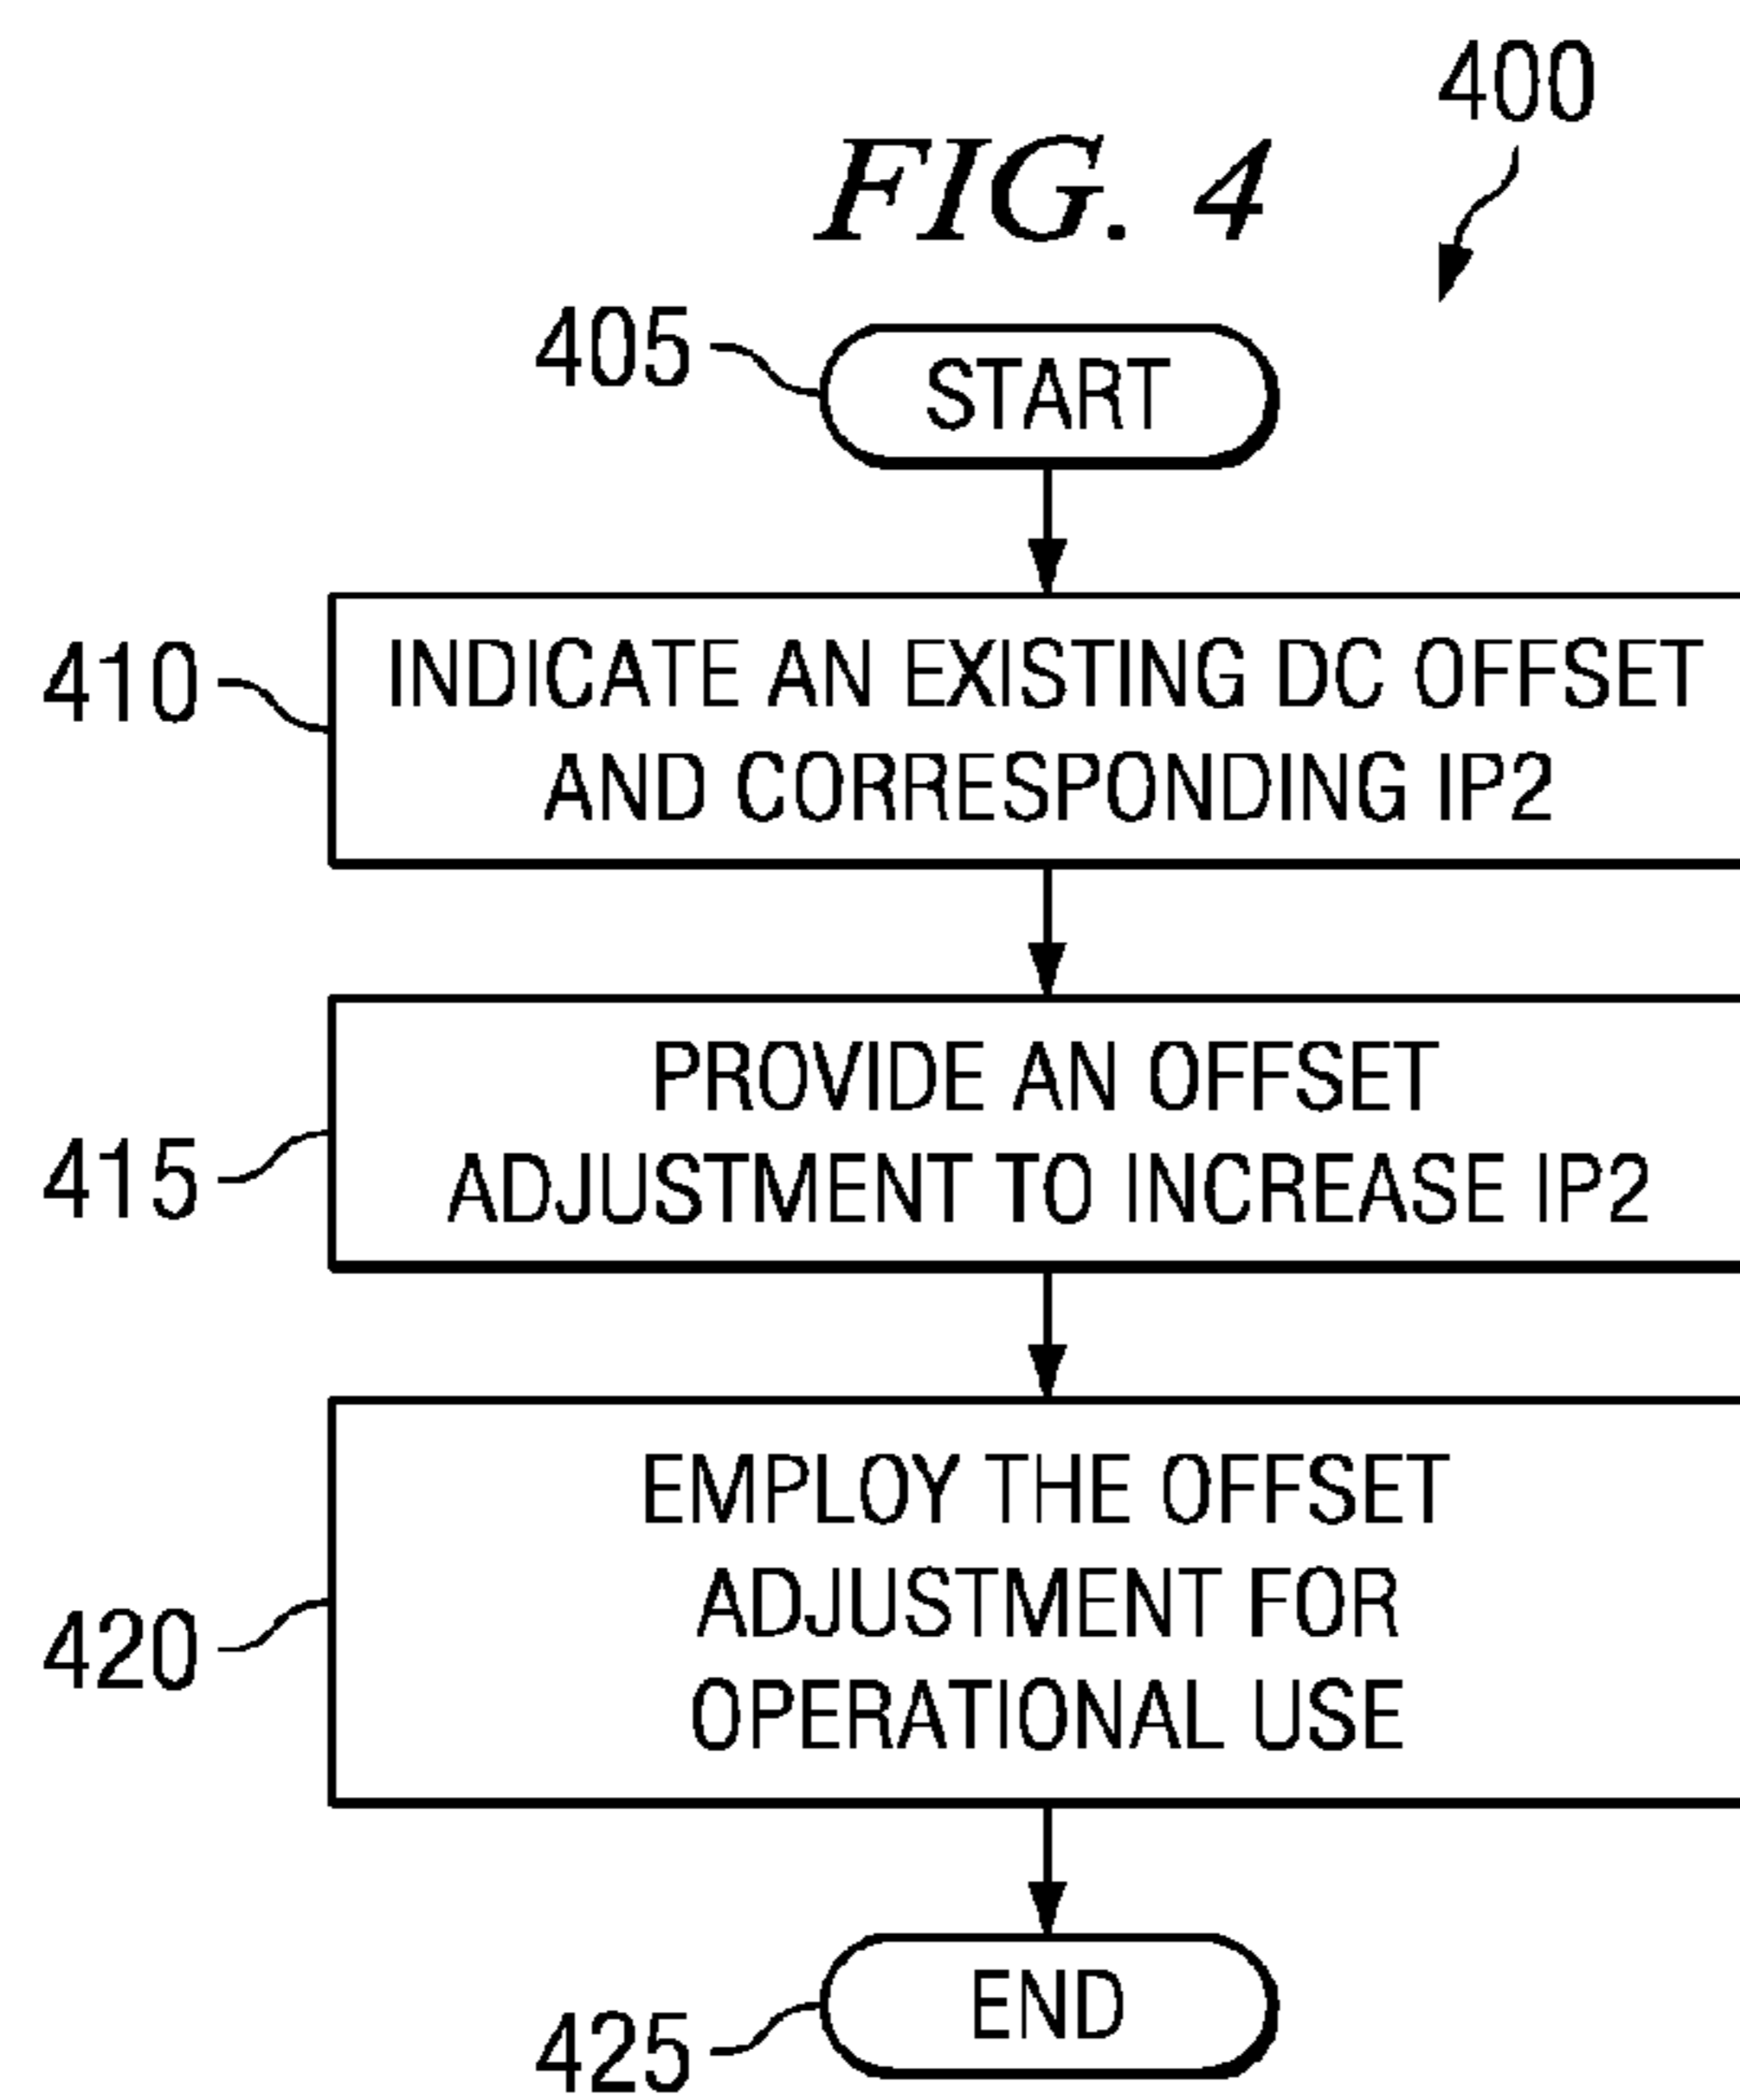 400
FIG. 4
405
START
410
INDICATE AN EXISTING DC OFFSET
AND CORRESPONDING IP2
415
PROVIDE AN OFFSET
ADJUSTMENT TO INCREASE IP2
420
EMPLOY THE OFFSET
ADJUSTMENT FOR
OPERATIONAL USE
425
END